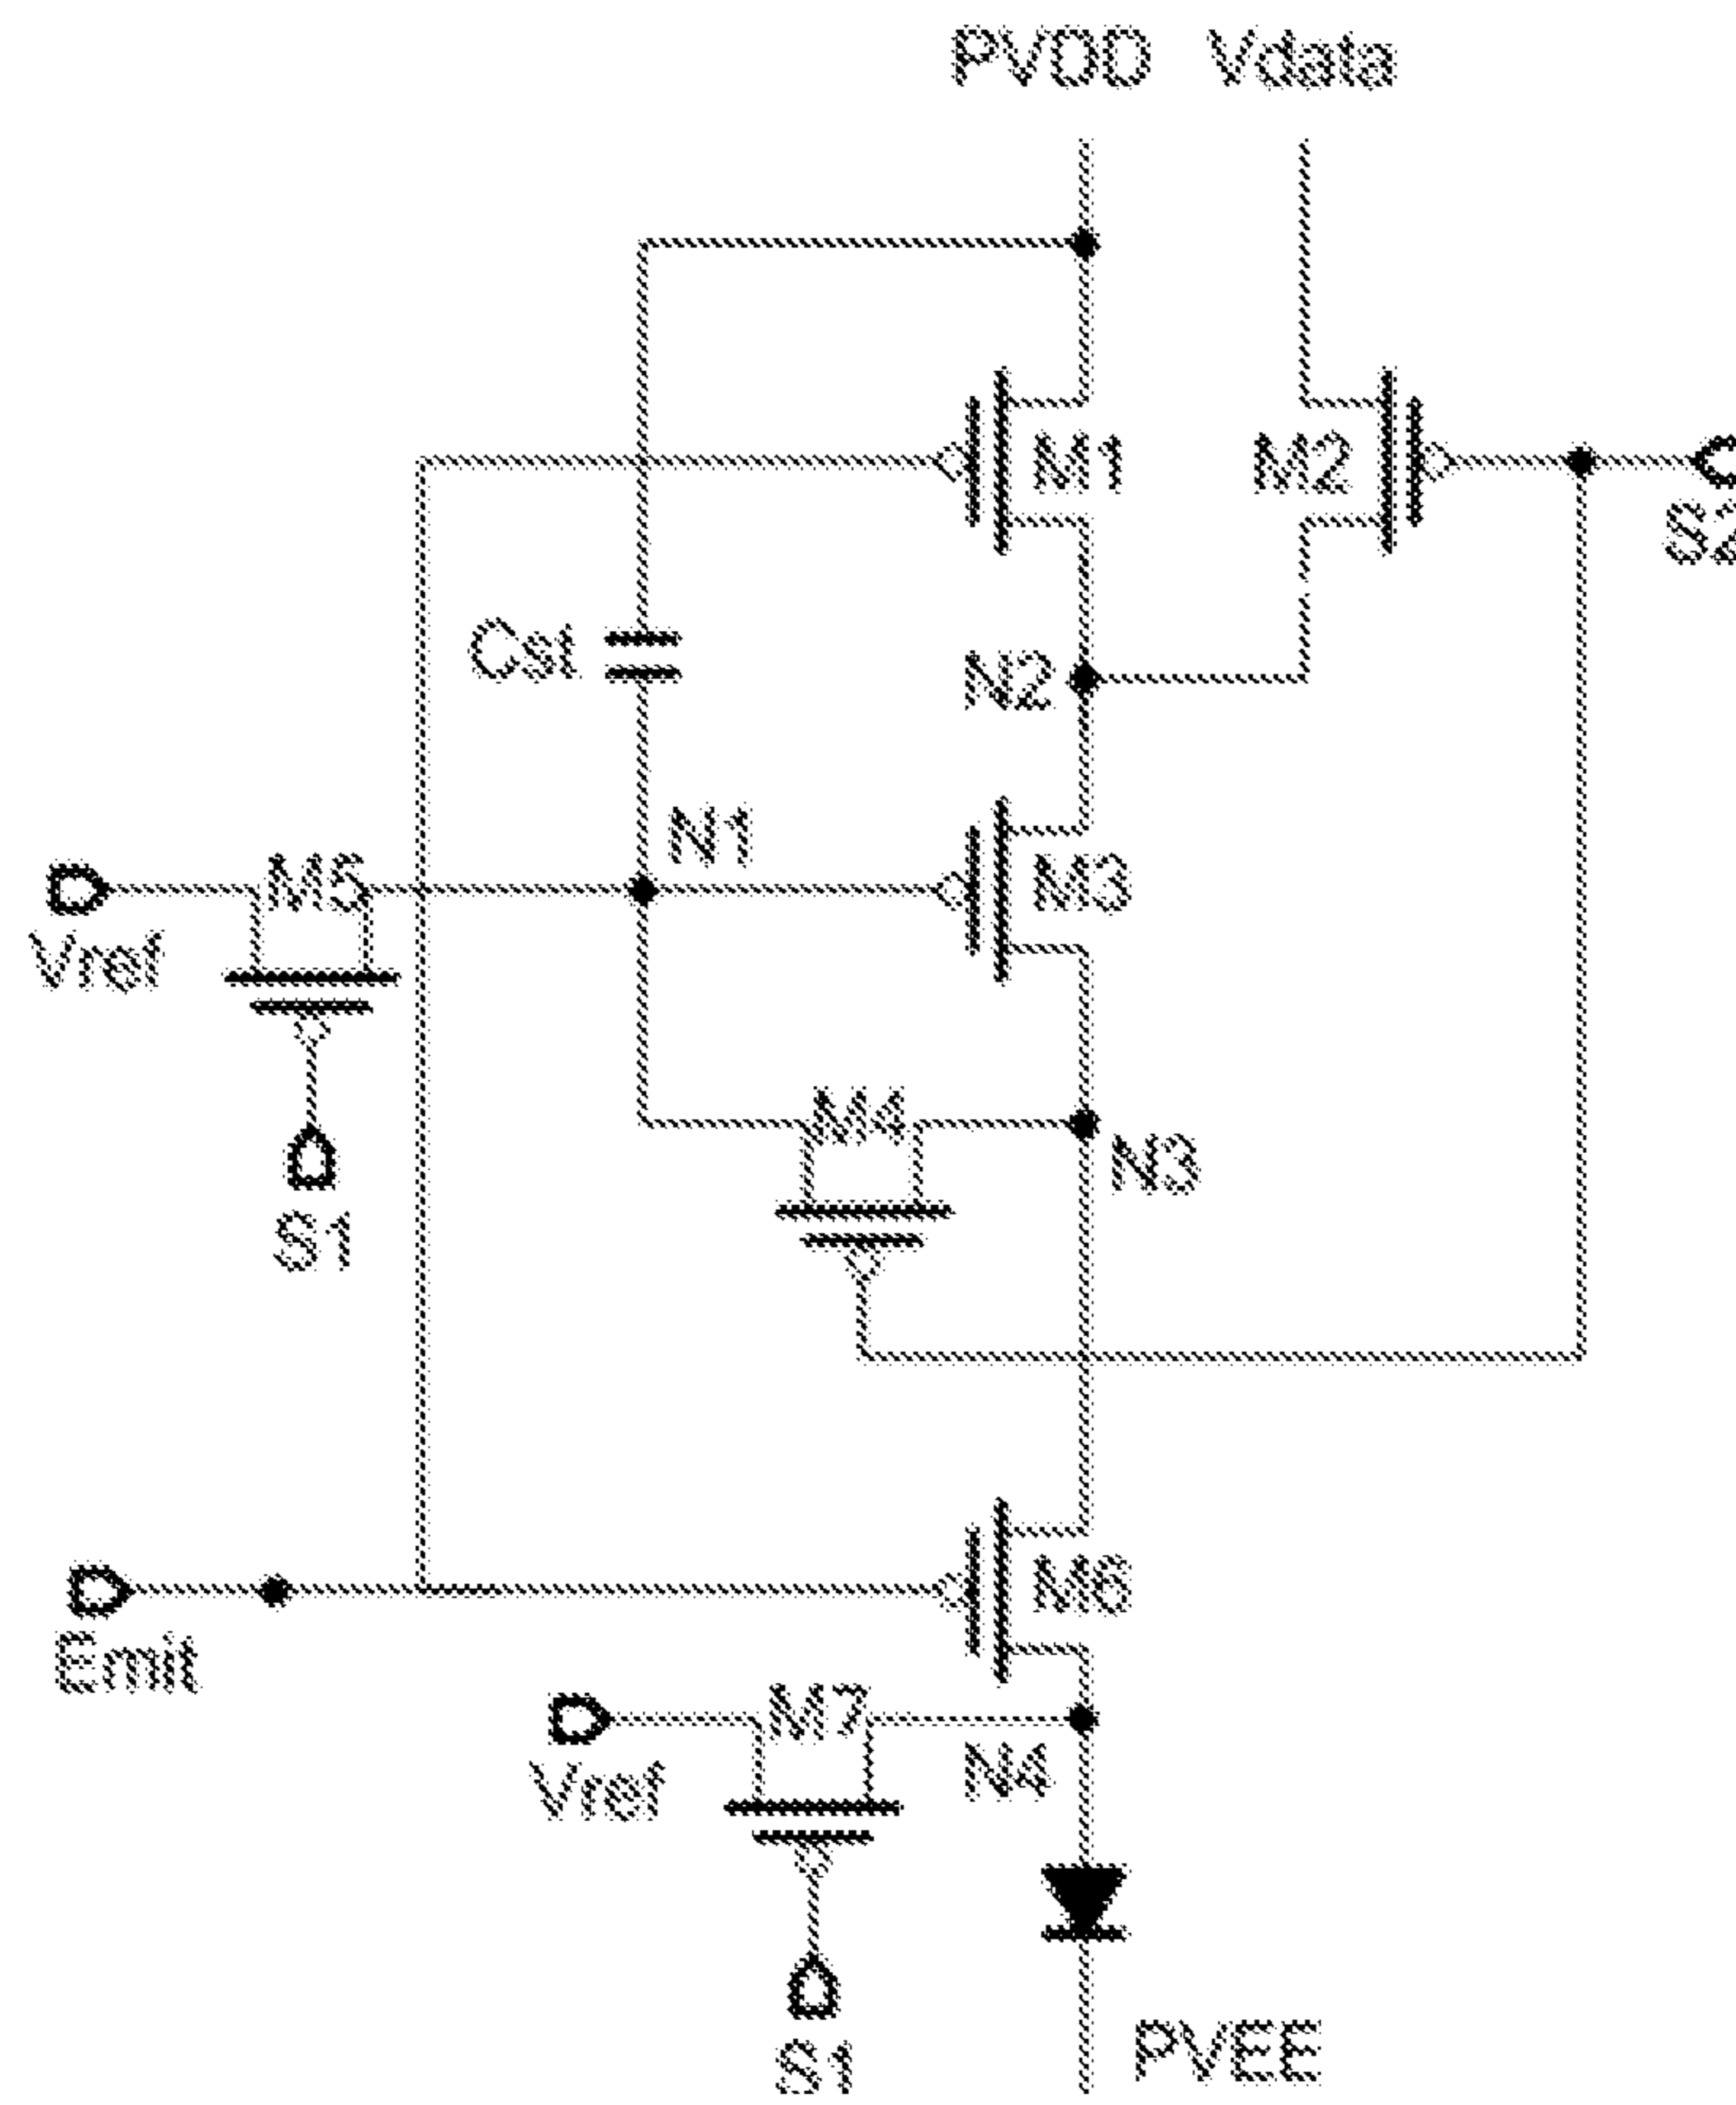 PVDD Vdata
M1 M2
S2
Cst
N2
N1
M5 M3
Vref
M4
N3
S1
M6
Emit
M7
Vref N4
PVEE
S1